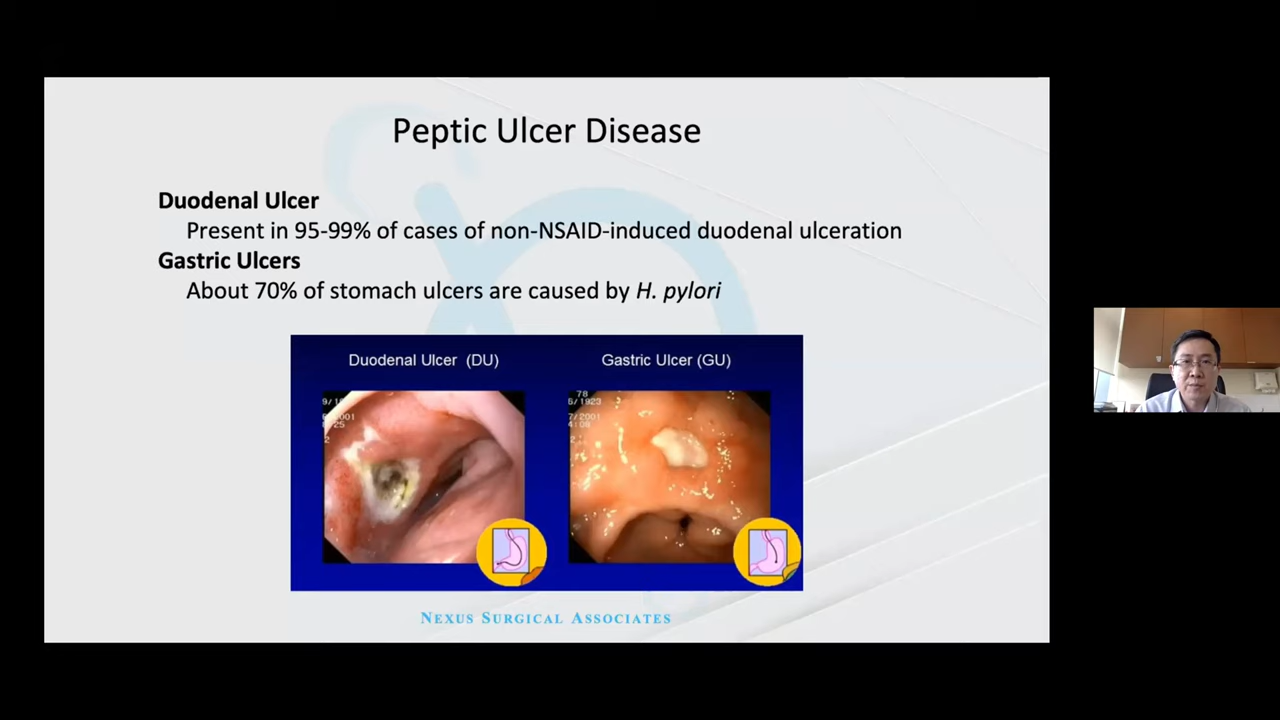 Peptic Ulcer Disease
Duodenal Ulcer
Present in 95-99% of cases of non-NSAID-induced duodenal ulceration
Gastric Ulcers
About 70% of stomach ulcers are caused by H. pylori
Duodenal Ulcer (DU)
Gastric Ulcer (GU)
NEXUS SURGICAL ASSOCIATES